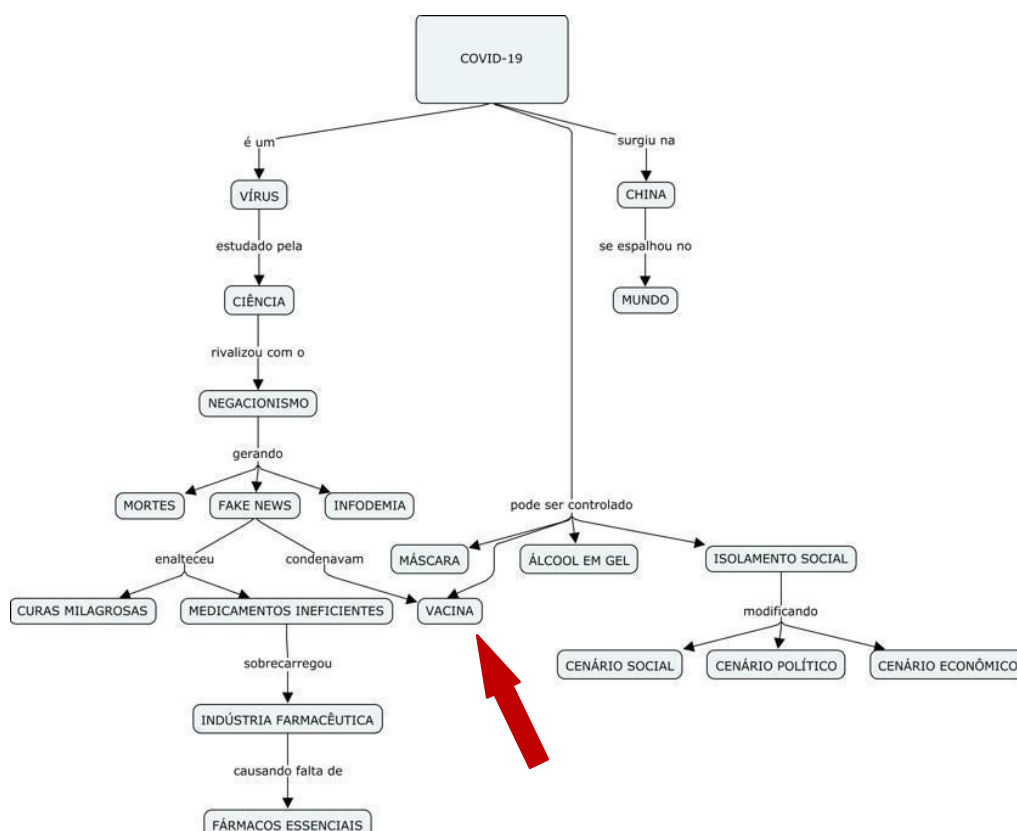 COVID-19
é um
surgiu na
VÍRUS
CHINA
estudado pela
se espalhou no
CIÊNCIA
MUNDO
rivalizou com o
NEGACIONISMO
gerando
MORTES
FAKE NEWS
INFODEMIA
pode ser controlado
enalteceu
condenavam
MÁSCARA
ÁLCOOL EM GEL
ISOLAMENTO SOCIAL
CURAS MILAGROSAS
MEDICAMENTOS INEFICIENTES
VACINA
modificando
sobrecarregou
CENÁRIO SOCIAL
CENÁRIO POLÍTICO
CENÁRIO ECONÔMICO
INDÚSTRIA FARMACÊUTICA
causando falta de
FÁRMACOS ESSENCIAIS